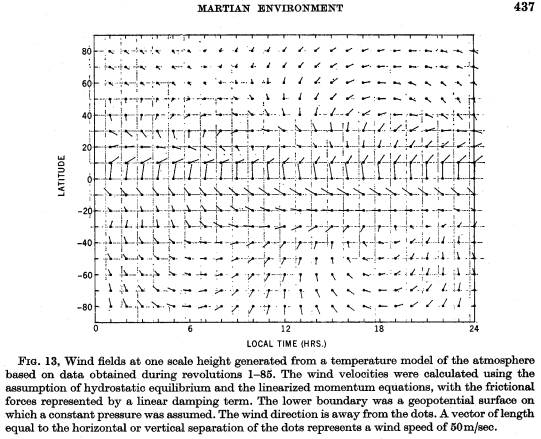 MARTIAN ENVIRONMENT 437
80
60
40
20
0
-20
-40
-60
-80
LATITUDE
0 6 12 18 24
LOCAL TIME (HRS.)
FIG. 13, Wind fields at one scale height generated from a temperature model of the atmosphere
based on data obtained during revolutions 1–85. The wind velocities were calculated using the
assumption of hydrostatic equilibrium and the linearized momentum equations, with the frictional
forces represented by a linear damping term. The lower boundary was a geopotential surface on
which a constant pressure was assumed. The wind direction is away from the dots. A vector of length
equal to the horizontal or vertical separation of the dots represents a wind speed of 50m/sec.